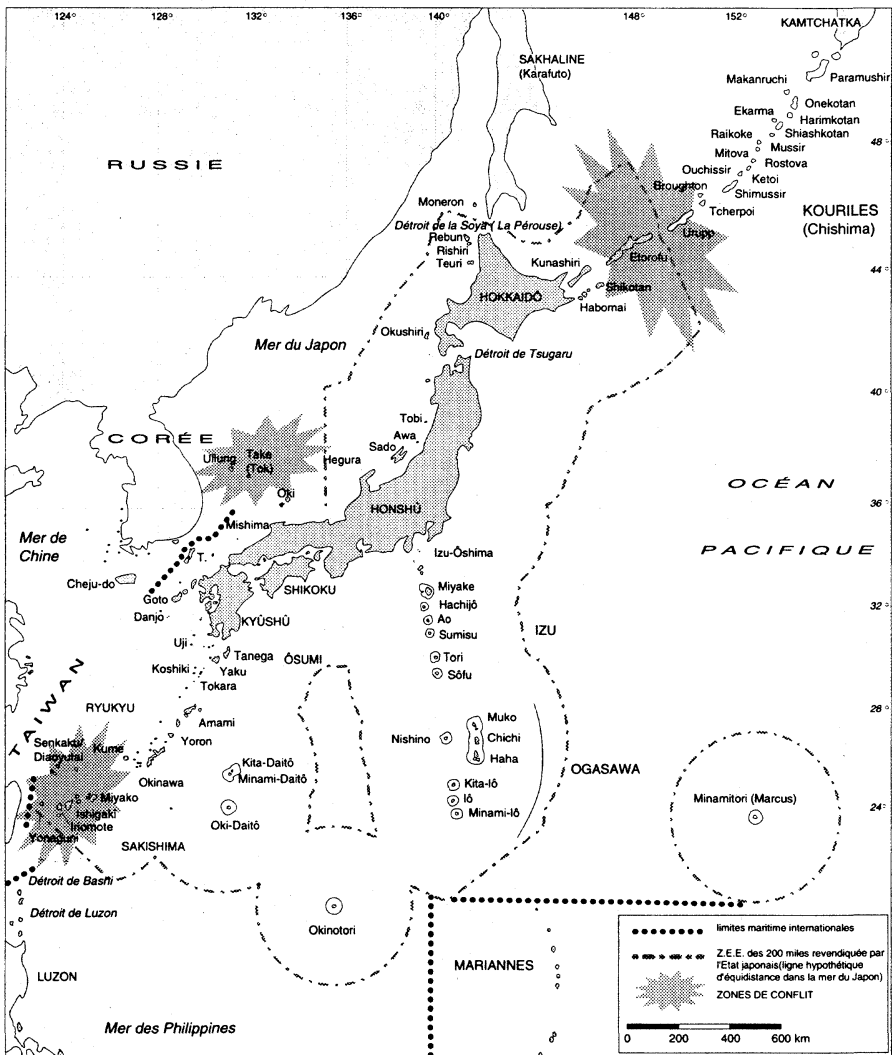 124°
128°
136°
140°
148°
152°
KAMTCHATKA
SAKHALINE
(Karafuto)
Paramushir
Makanruchi
Onekotan
Ekarma
Harimkotan
Shiashkotan
Raikoke
48°
Mussir
Mitova
Rostova
RUSSIE
Ouchissir
Ketoi
Broughton
Shimussir
Moneron
Tcherpoi
KOURILES
(Chishima)
Détroit de la Soya ( La Pérouse)
Rebun
Urupp
Rishiri
Etorofu
Teuri
Kunashiri
44°
Shikotan
HOKKAIDÔ
Habomai
Okushiri
Mer du Japon
Détroit de Tsugaru
40°
Tobi
CORÉE
Awa
Ullung
Take
(Tok)
Hegura
Sado
OCÉAN
Oki
36°
HONSHÛ
Mishima
Mer de
Chine
PACIFIQUE
T.
Izu-Ôshima
Cheju-do
SHIKOKU
Miyake
Goto
Hachijô
32°
Danjo
KYÛSHÛ
Ao
IZU
Sumisu
Uji
Tanega
ÔSUMI
Tori
Koshiki
Yaku
Sôfu
Tokara
TAIWAN
RYUKYU
28°
Amami
Muko
Senkaku/
Diaoyutai
Kume
Yoron
Nishino
Chichi
Haha
Kita-Daitô
OGASAWA
Okinawa
Minami-Daitô
Kita-Iô
Miyako
Iô
Minamitori (Marcus)
Ishigaki
Oki-Daitô
Minami-Iô
24°
Iriomote
Yonaguni
SAKISHIMA
Détroit de Bashi
Détroit de Luzon
Okinotori
limites maritime internationales
MARIANNES
Z.E.E. des 200 miles revendiquée par
l'Etat japonais(ligne hypothétique
d'équidistance dans la mer du Japon)
LUZON
ZONES DE CONFLIT
Mer des Philippines
0 200 400 600 km